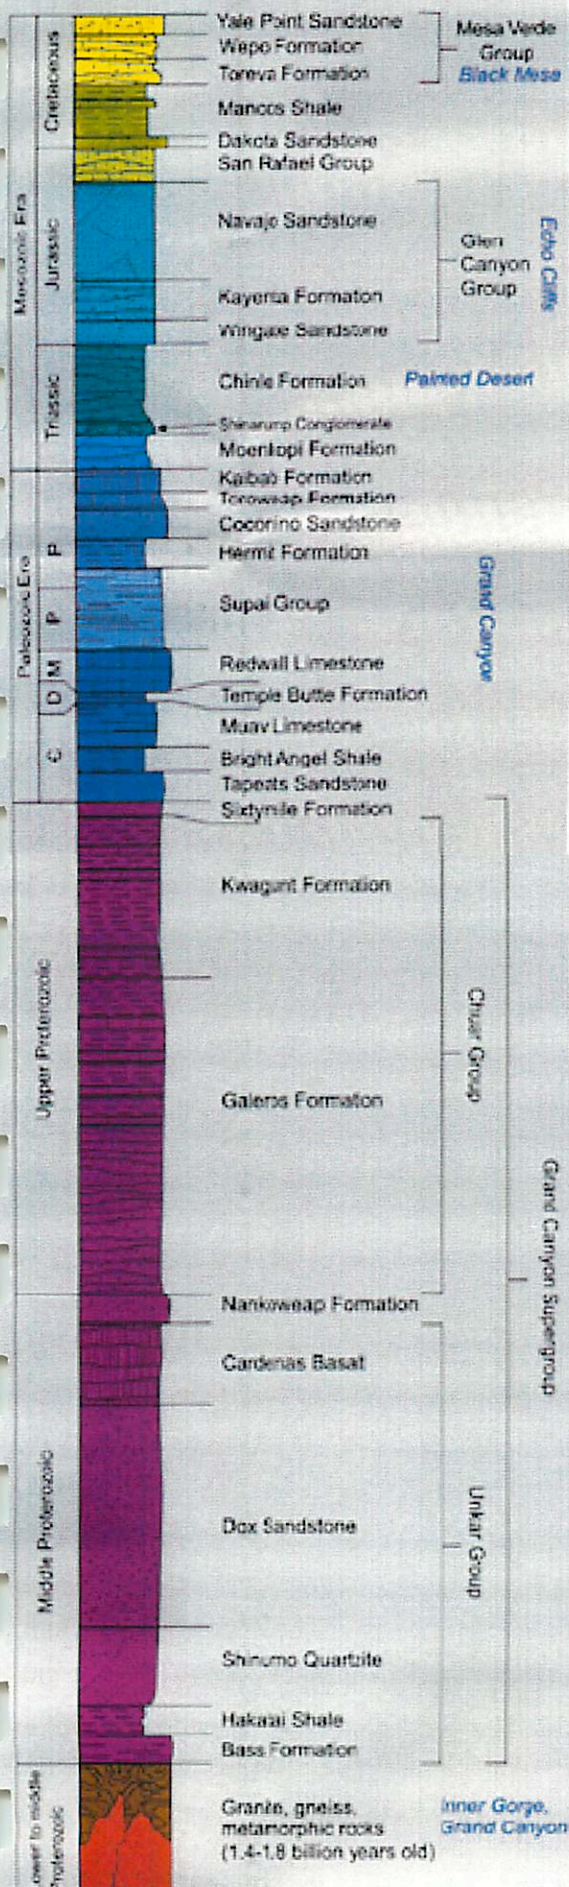 Yale Point Sandstone
Wepo Formation
Toreva Formation
Mesa Verde
Group
Black Mesa
Mancos Shale
Dakota Sandstone
San Rafael Group
Navajo Sandstone
Kayenta Formation
Wingate Sandstone
Glen
Canyon
Group
Echo Cliffs
Chinle Formation
Painted Desert
Shinarump Conglomerate
Moenkopi Formation
Kaibab Formation
Toroweap Formation
Coconino Sandstone
Hermit Formation
Supai Group
Redwall Limestone
Temple Butte Formation
Muav Limestone
Bright Angel Shale
Tapeats Sandstone
Grand Canyon
Sixtymile Formation
Kwagunt Formation
Galeros Formation
Chuar Group
Nankoweap Formation
Cardenas Basalt
Dox Sandstone
Shinumo Quartzite
Hakatai Shale
Bass Formation
Unkar Group
Grand Canyon Supergroup
Granite, gneiss,
metamorphic rocks
(1.4-1.8 billion years old)
Inner Gorge,
Grand Canyon
Mesozoic Era
Cretaceous
Jurassic
Triassic
Paleozoic Era
P
P
M
D
C
Upper Proterozoic
Middle Proterozoic
ower to middle
Proterozoic